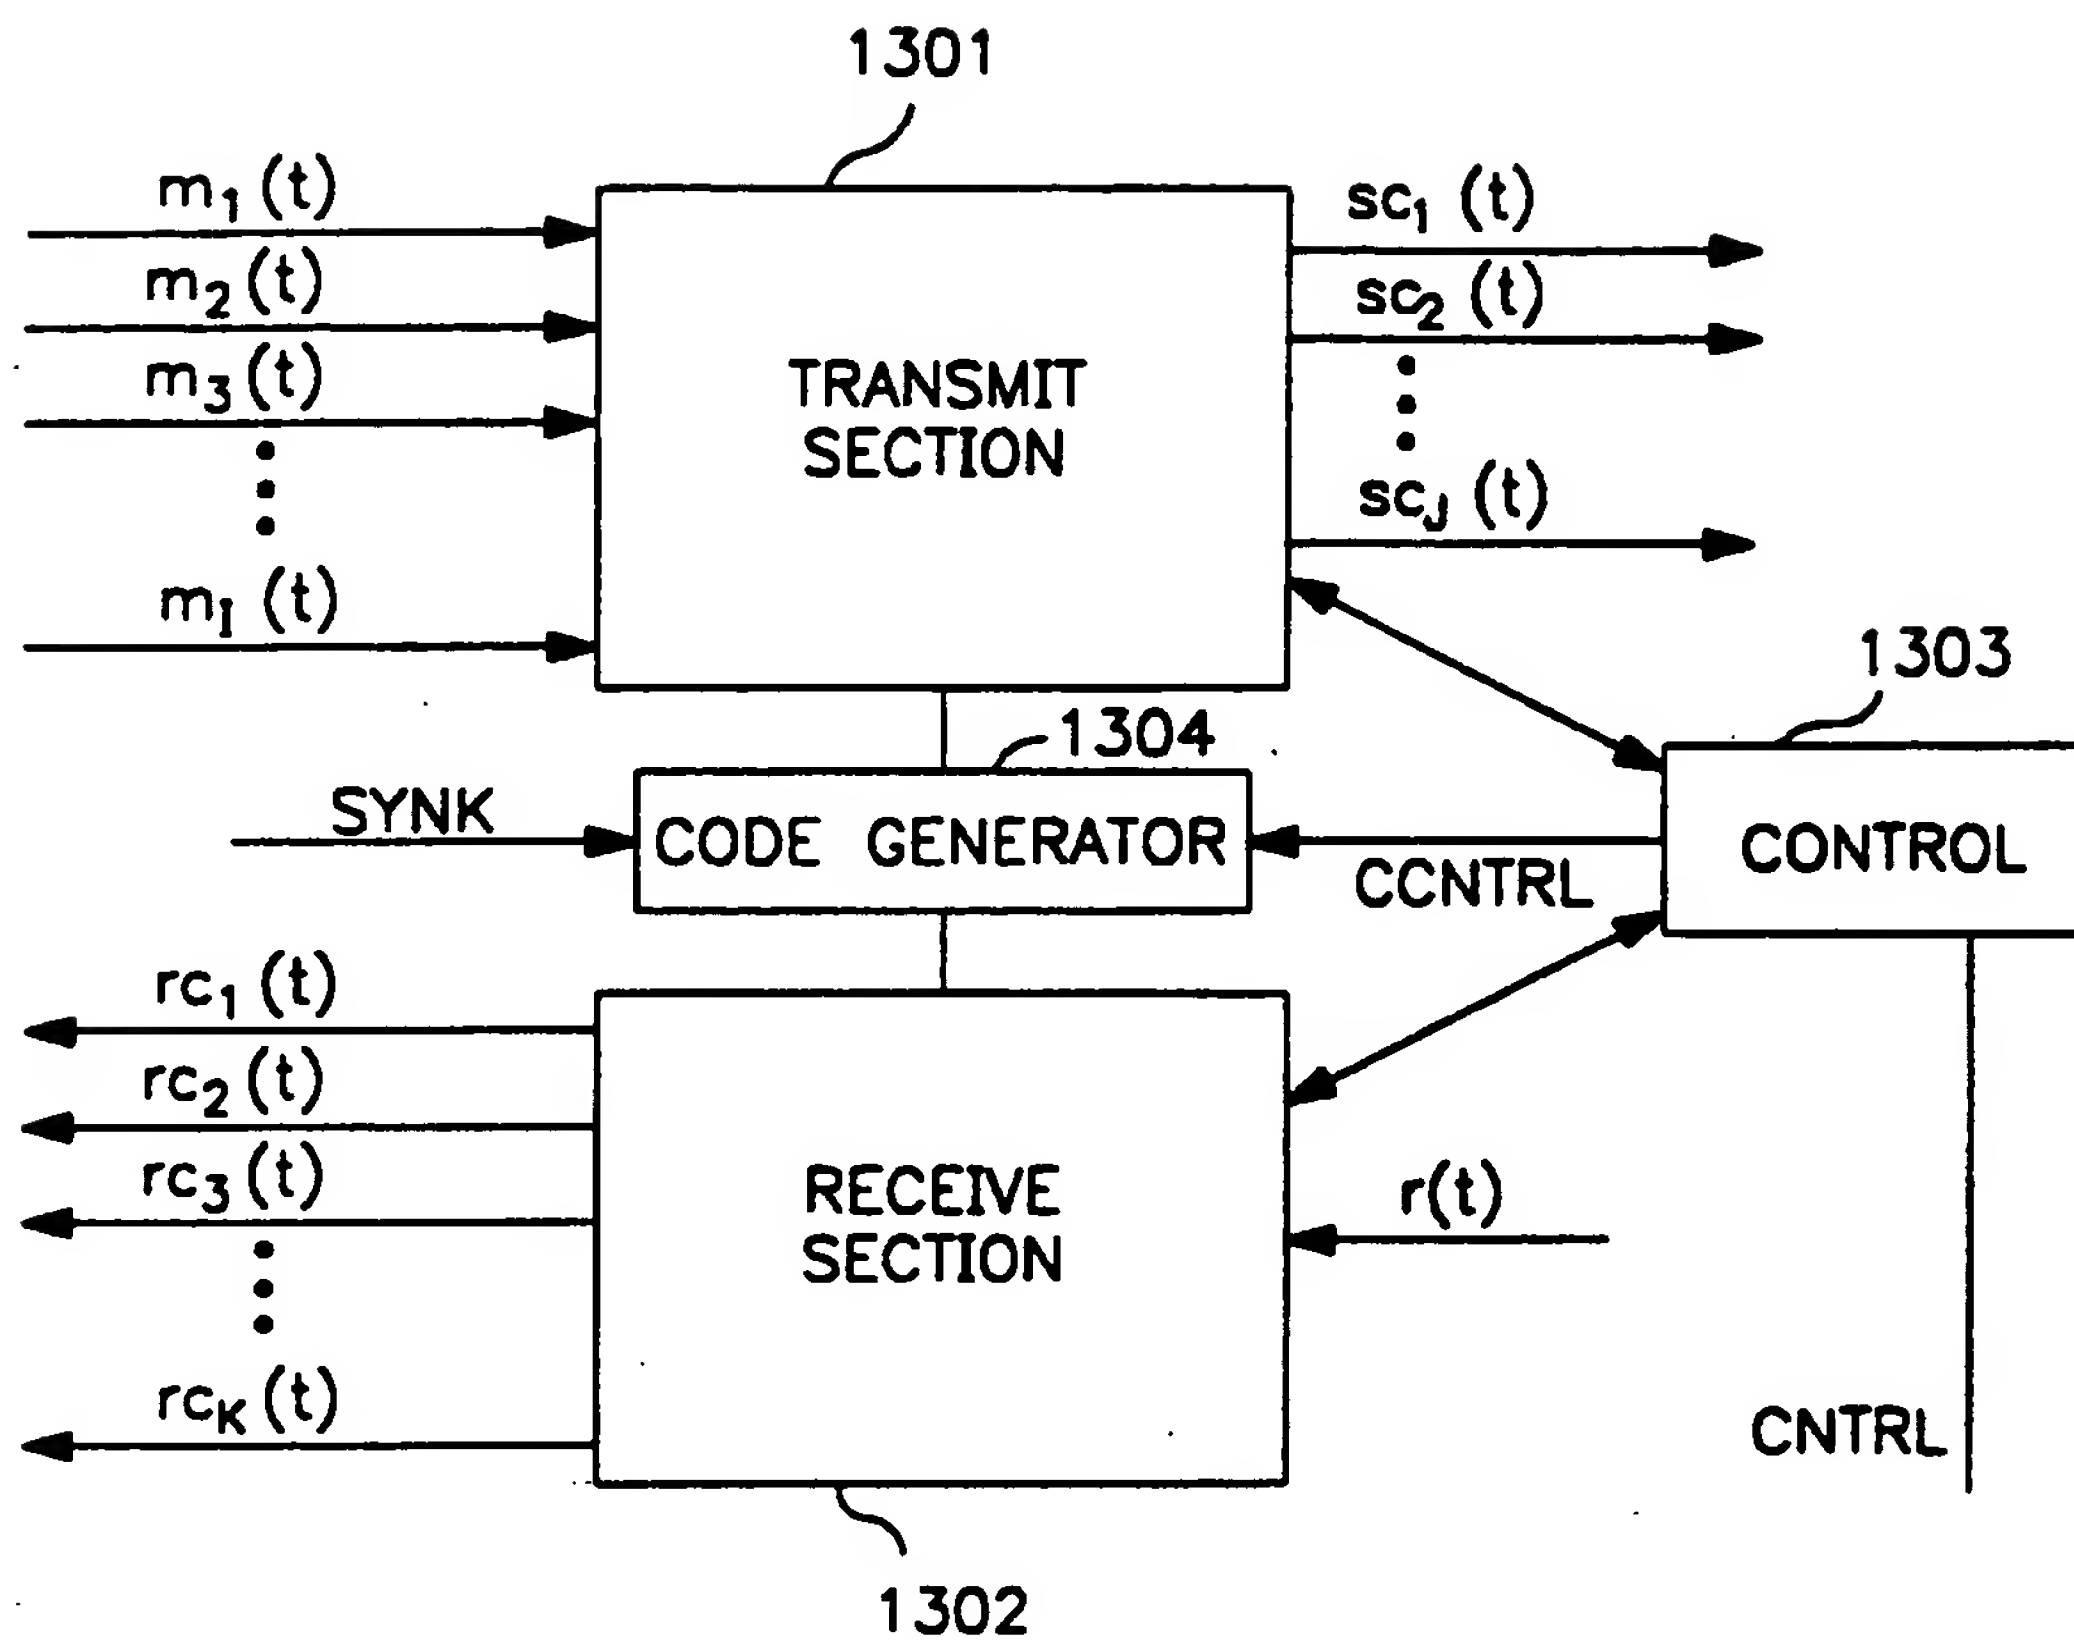 1301
m1 (t)
sc1 (t)
m2 (t)
sc2 (t)
m3 (t)
TRANSMIT
SECTION
scJ (t)
mI (t)
1303
1304
SYNK
CODE GENERATOR
CCNTRL
CONTROL
rc1 (t)
rc2 (t)
rc3 (t)
RECEIVE
SECTION
r(t)
rcK (t)
CNTRL
1302